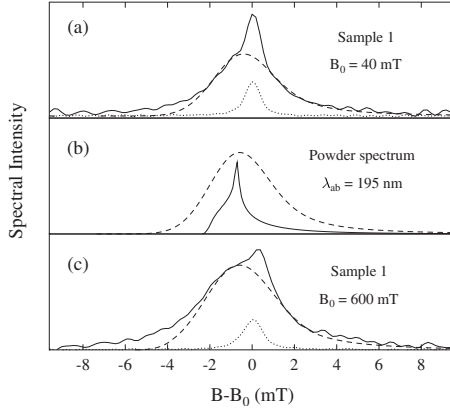 (a)
Sample 1
B₀ = 40 mT
(b)
Powder spectrum
λab = 195 nm
(c)
Sample 1
B₀ = 600 mT
Spectral Intensity
-8 -6 -4 -2 0 2 4 6 8
B-B₀ (mT)